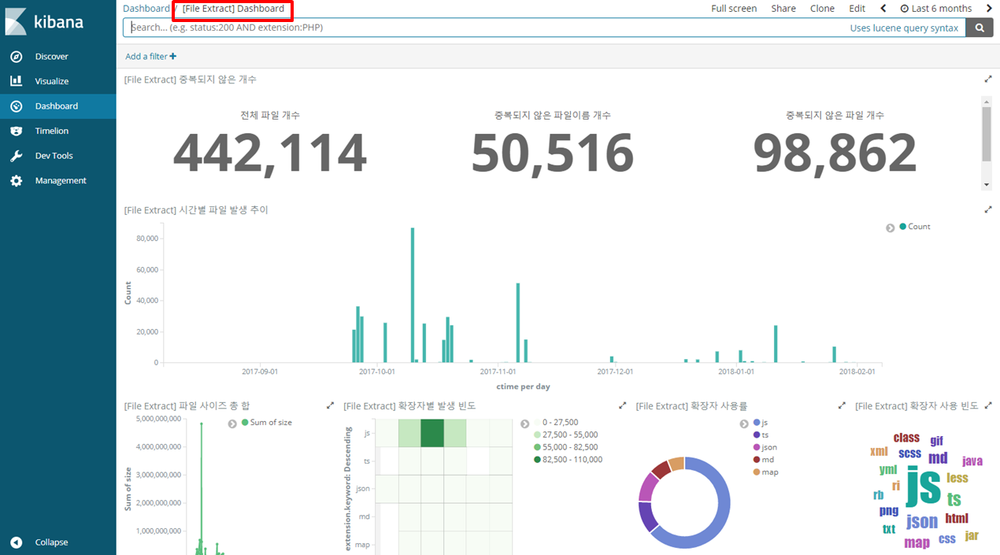 kibana
Discover
Visualize
Dashboard
Timelion
Dev Tools
Management
Collapse
Dashboard / [File Extract] Dashboard
Full screen Share Clone Edit Last 6 months
Search... (e.g. status:200 AND extension:PHP) Uses lucene query syntax
Add a filter +
[File Extract] 중복되지 않은 개수
전체 파일 개수 중복되지 않은 파일이름 개수 중복되지 않은 파일 개수
442,114 50,516 98,862
[File Extract] 시간별 파일 발생 추이
Count
Count
80,000
60,000
40,000
20,000
0
2017-09-01 2017-10-01 2017-11-01 2017-12-01 2018-01-01 2018-02-01
ctime per day
[File Extract] 파일 사이즈 총 합
Sum of size
Sum of size
5,000,000,000
4,000,000,000
3,000,000,000
2,000,000,000
1,000,000,000
[File Extract] 확장자별 발생 빈도
extension.keyword: Descending
js
ts
json
md
map
0 - 27,500
27,500 - 55,000
55,000 - 82,500
82,500 - 110,000
[File Extract] 확장자 사용률
js
ts
json
md
map
[File Extract] 확장자 사용 빈도
class gif
xml scss md java
yml js less
rb ri ts
png json html
txt map css jar